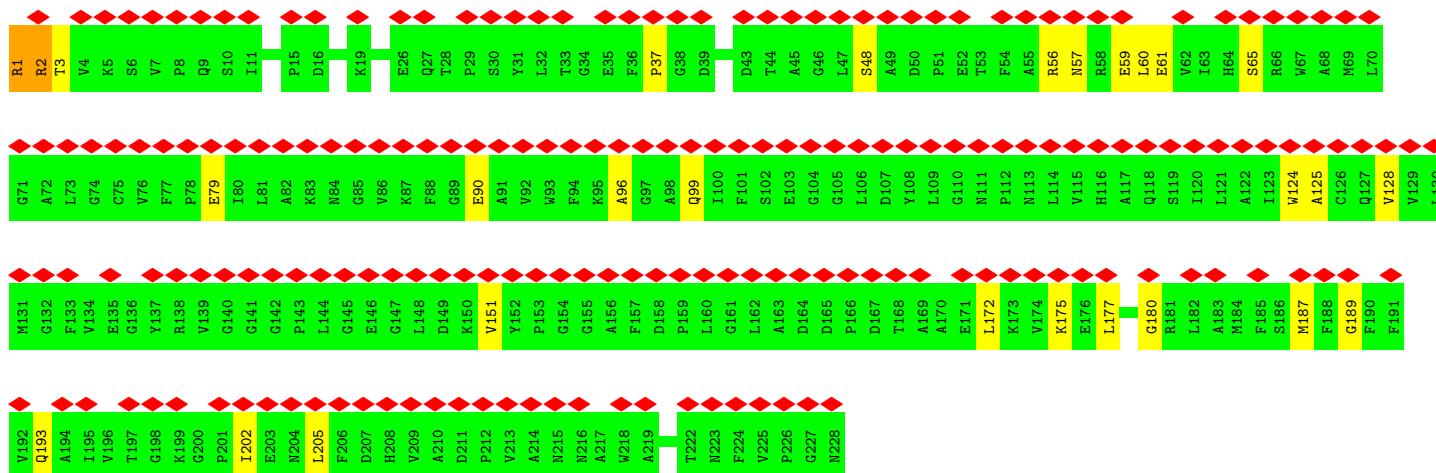 R1 R2 T3 V4 K5 S6 V7 P8 Q9 S10 I11 P15 D16 K19 E26 Q27 T28 P29 S30 Y31 L32 T33 G34 E35 F36 P37 G38 D39 D43 T44 A45 G46 L47 S48 A49 D50 P51 E52 T53 F54 A55 R56 N57 R58 E59 L60 E61 V62 I63 H64 S65 R66 W67 A68 M69 L70
G71 A72 L73 G74 C75 V76 F77 P78 E79 I80 L81 A82 K83 N84 G85 V86 K87 F88 G89 E90 A91 V92 W93 F94 K95 A96 G97 A98 Q99 I100 F101 S102 E103 G104 G105 L106 D107 Y108 L109 G110 N111 P112 N113 L114 V115 H116 A117 Q118 S119 I120 L121 A122 I123 W124 A125 C126 Q127 V128 V129 L130
M131 G132 F133 V134 E135 G136 Y137 R138 V139 G140 G141 G142 P143 L144 G145 E146 G147 L148 D149 K150 V151 Y152 P153 G154 G155 A156 F157 D158 P159 L160 G161 L162 A163 D164 D165 P166 D167 T168 A169 A170 E171 L172 K173 V174 K175 E176 L177 G180 R181 L182 A183 M184 F185 S186 M187 F188 G189 F190 F191
V192 Q193 A194 I195 V196 T197 G198 K199 G200 P201 I202 E203 N204 L205 F206 D207 H208 V209 A210 D211 P212 V213 A214 N215 N216 A217 W218 A219 T222 N223 F224 V225 P226 G227 N228